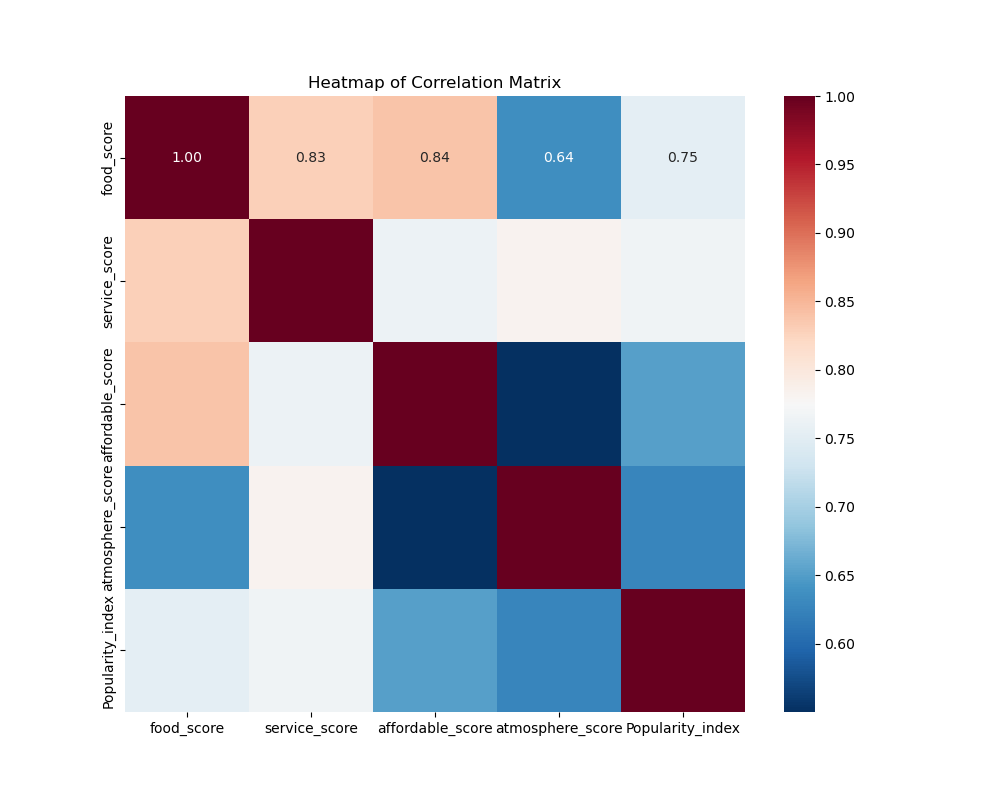 Heatmap of Correlation Matrix
food_score
1.00 0.83 0.84 0.64 0.75
service_score
affordable_score
atmosphere_score
Popularity_index
food_score service_score affordable_score atmosphere_score Popularity_index
1.00
0.95
0.90
0.85
0.80
0.75
0.70
0.65
0.60